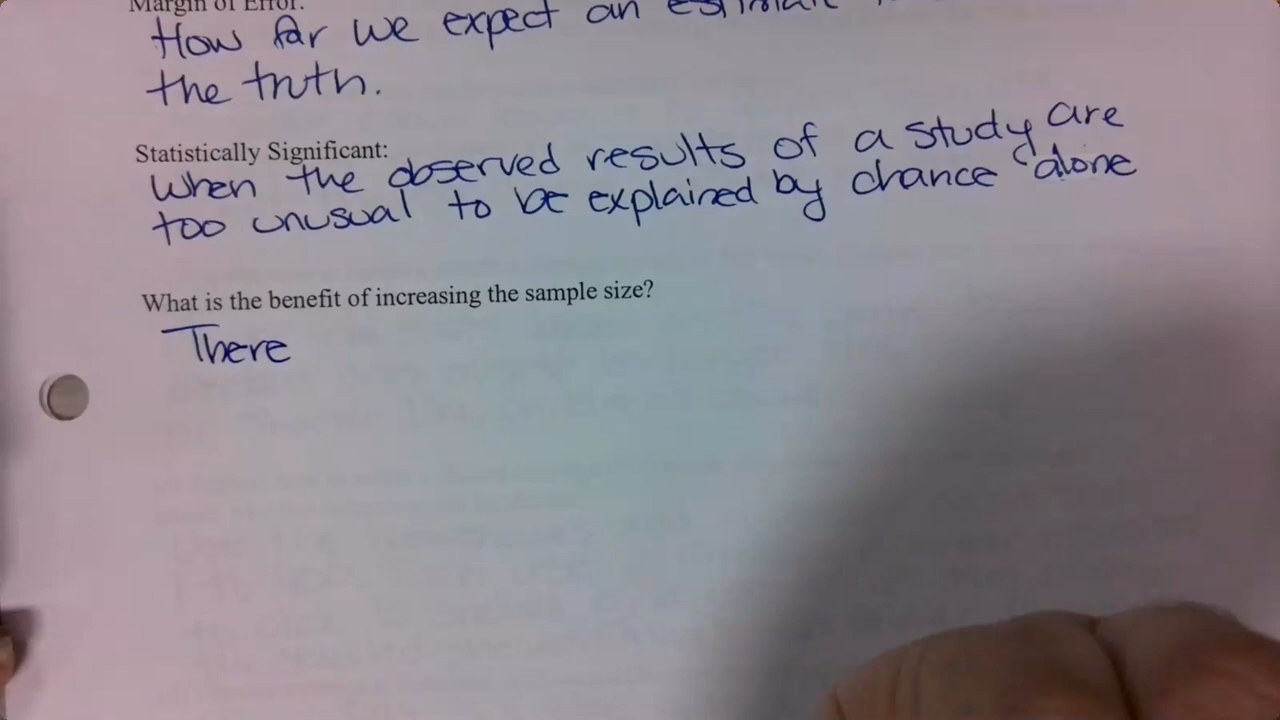 Margin of Error:
How far we expect an estimate
the truth.
Statistically Significant:
When the observed results of a study are
too unusual to be explained by chance alone
What is the benefit of increasing the sample size?
There